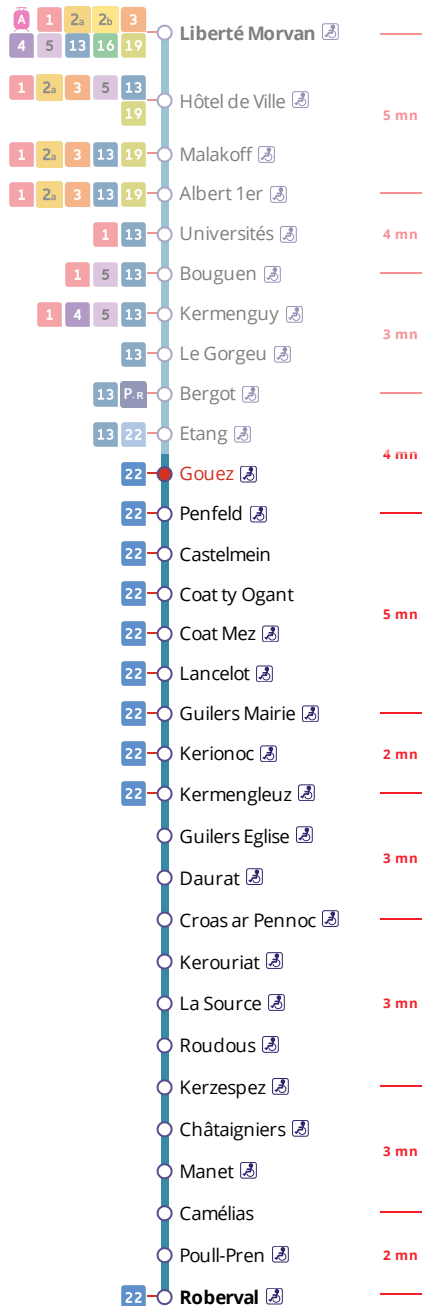 A 1 2a 2b 3
4 5 13 16 19
Liberté Morvan
1 2a 3 5 13
19
Hôtel de Ville
5 mn
1 2a 3 13 19 Malakoff
1 2a 3 13 19 Albert 1er
1 13 Universités 4 mn
1 5 13 Bouguen
1 4 5 13 Kermenguy
3 mn
13 Le Gorgeu
13 P+R Bergot
13 22 Etang
4 mn
22 Gouez
22 Penfeld
22 Castelmein
22 Coat ty Ogant
5 mn
22 Coat Mez
22 Lancelot
22 Guilers Mairie
22 Kerionoc 2 mn
22 Kermengleuz
Guilers Eglise
3 mn
Daurat
Croas ar Pennoc
Kerouriat
La Source 3 mn
Roudous
Kerzespez
Châtaigniers
3 mn
Manet
Camélias
Poull-Pren 2 mn
22 Roberval